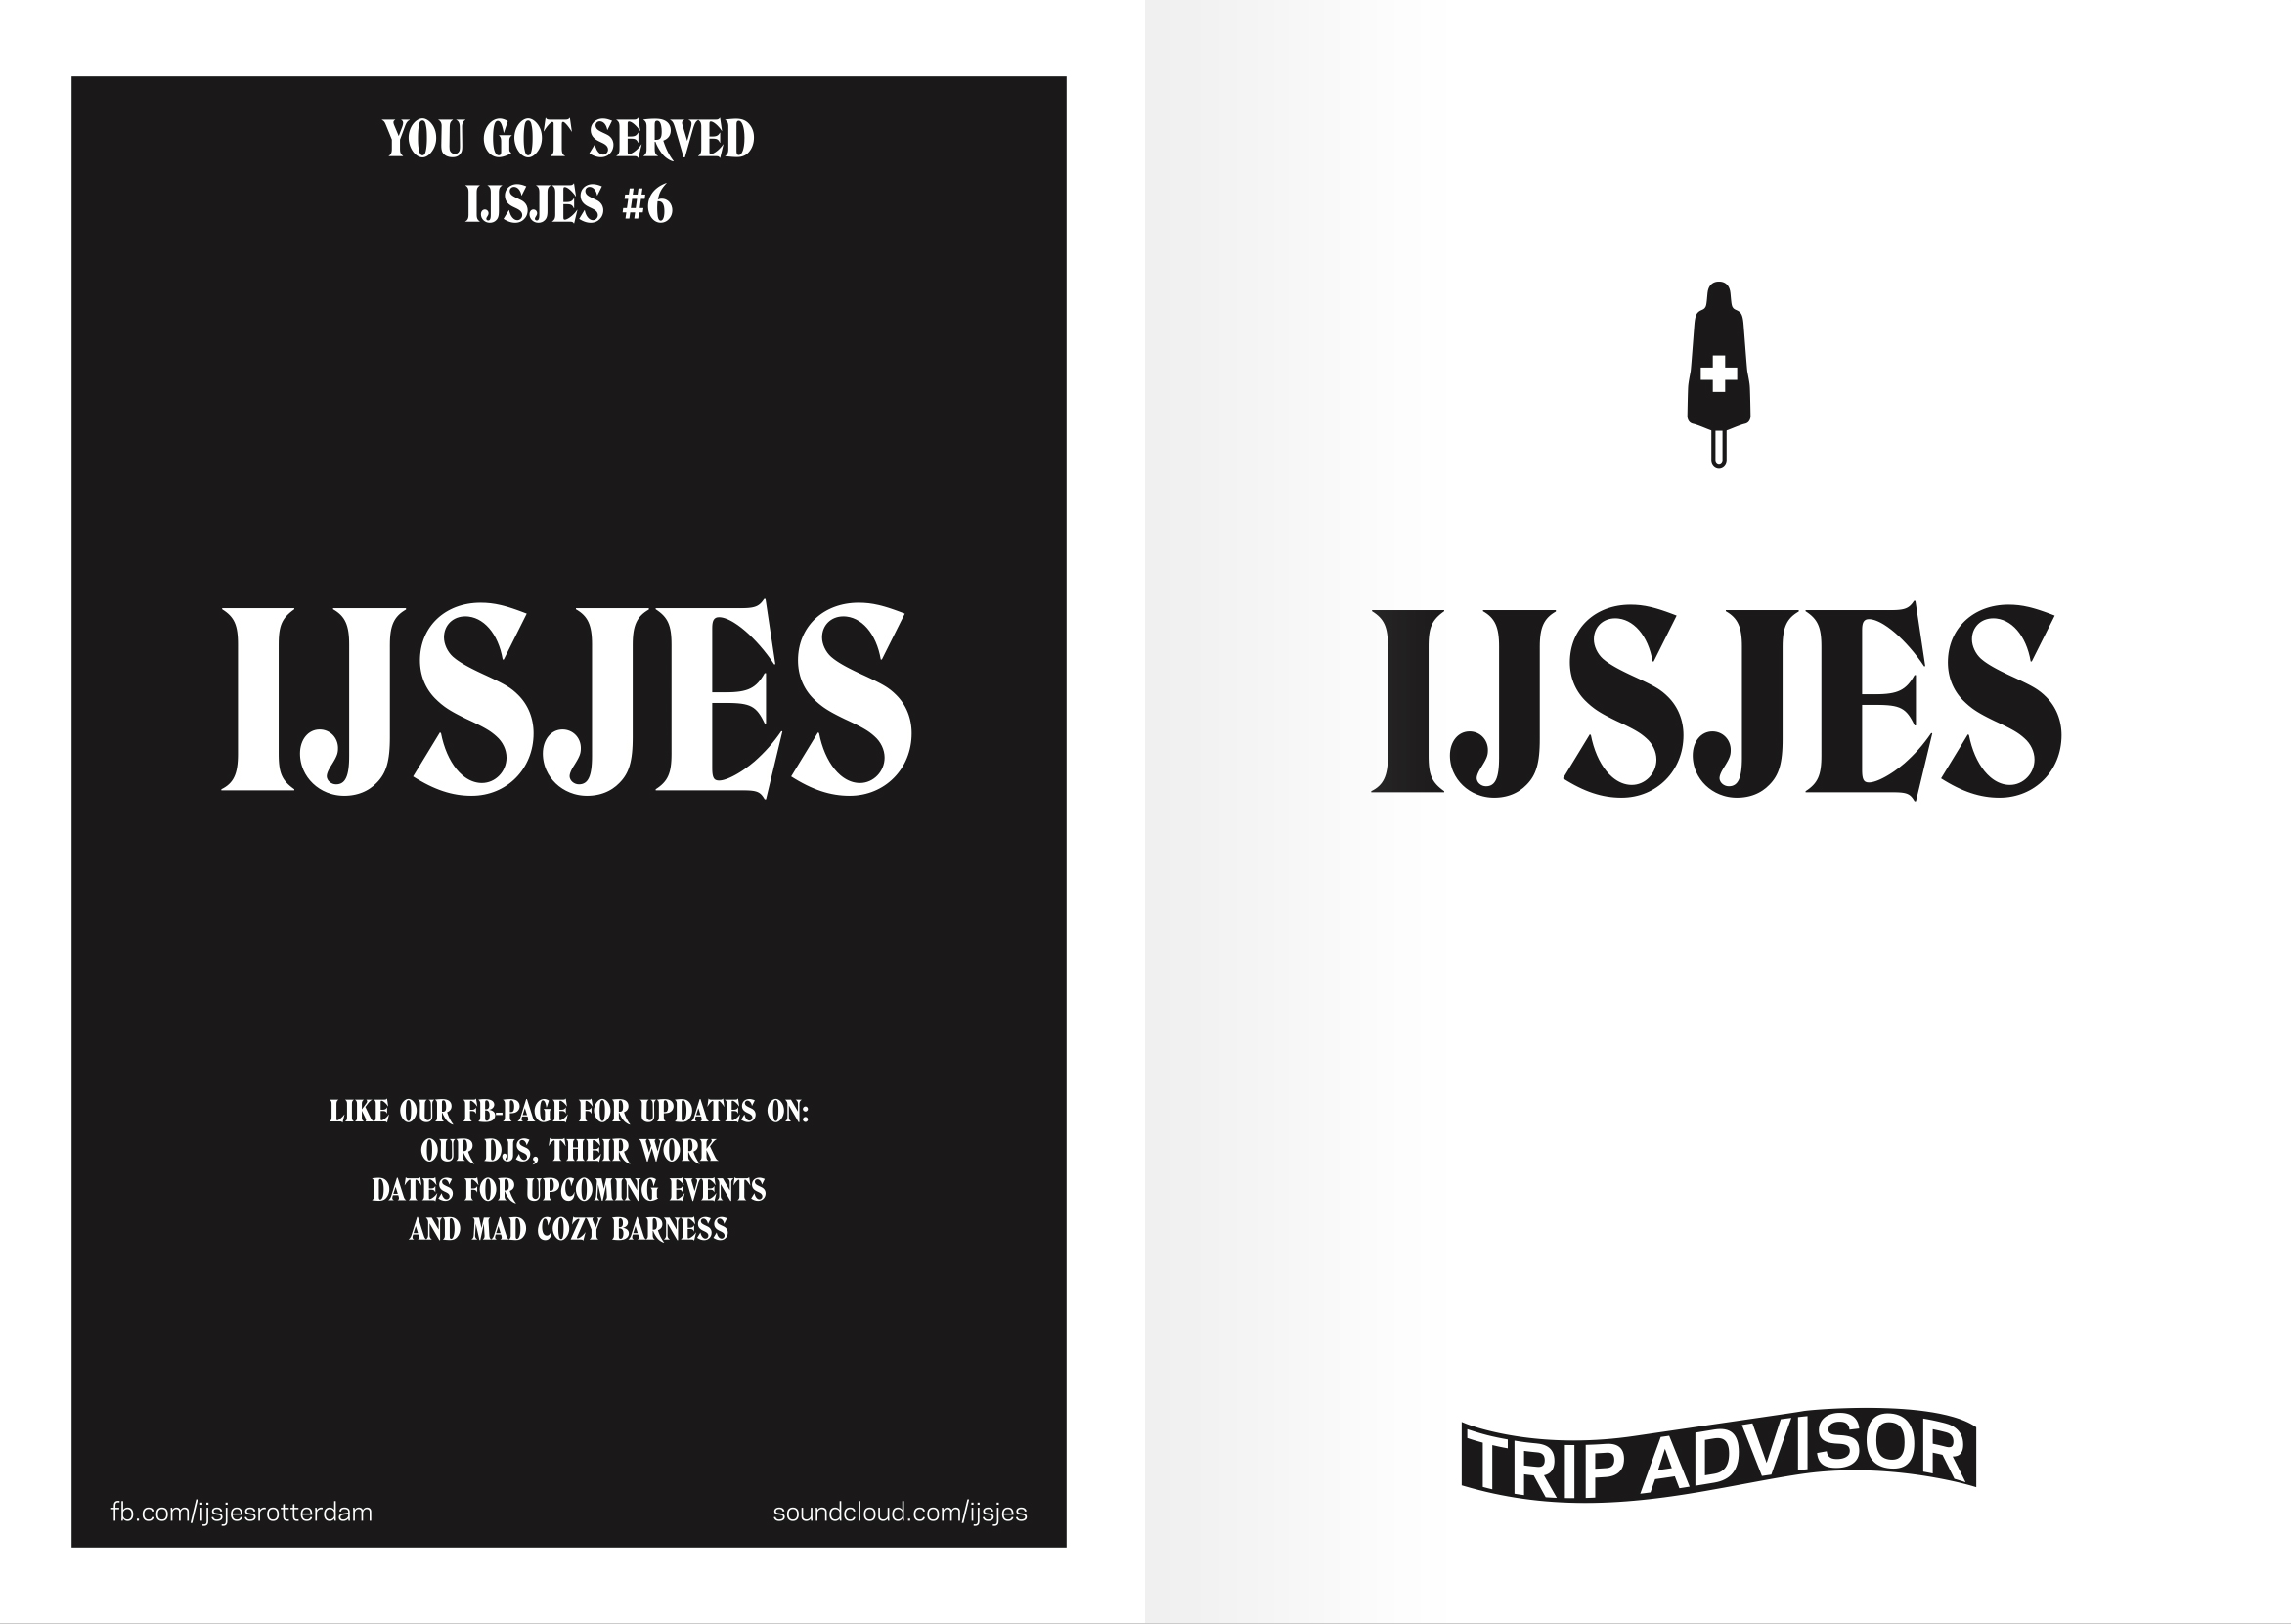 YOU GOT SERVED
IJSJES #6
IJSJES
LIKE OUR FB-PAGE FOR UPDATES ON:
OUR DJS, THEIR WORK
DATES FOR UPCOMING EVENTS
AND MAD COZY BARNESS
fb.com/ijsjesrotterdam
soundcloud.com/ijsjes
IJSJES
TRIP ADVISOR